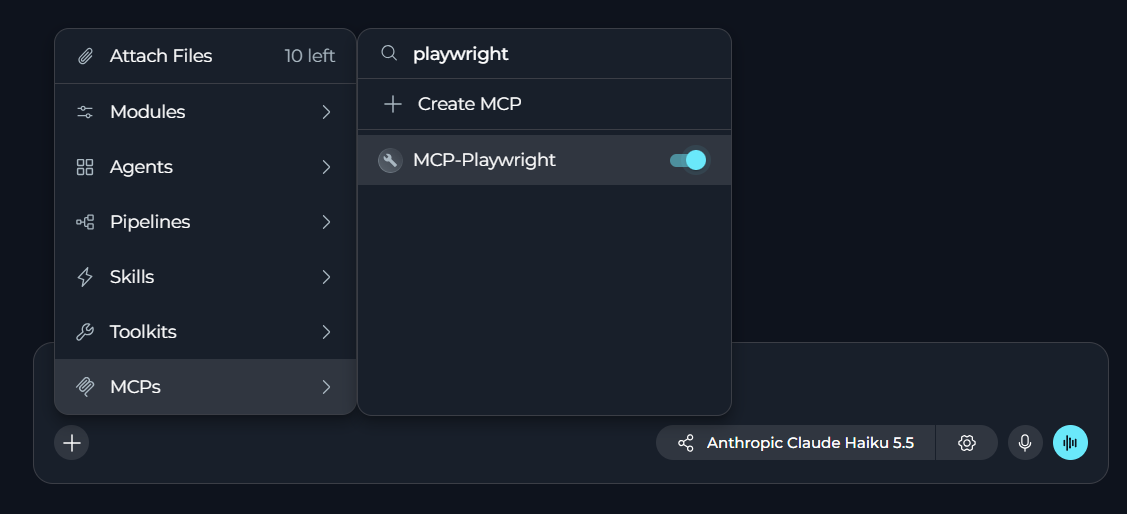 Attach Files 10 left
Modules
Agents
Pipelines
Skills
Toolkits
MCPs
playwright
Create MCP
MCP-Playwright
Anthropic Claude Haiku 5.5